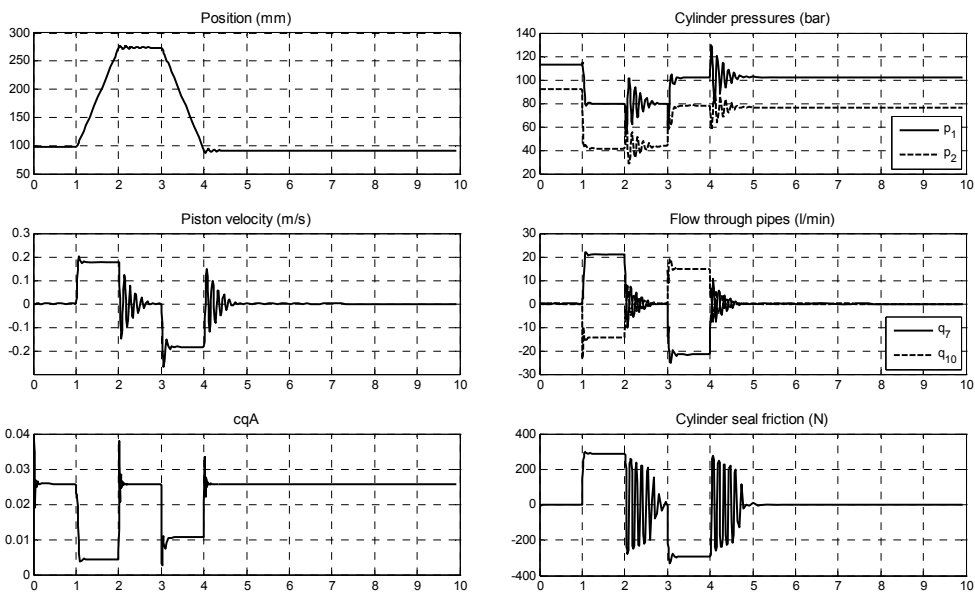 Position (mm)
300
250
200
150
100
50
0 1 2 3 4 5 6 7 8 9 10
Cylinder pressures (bar)
140
120
100
80
60
40
20
0 1 2 3 4 5 6 7 8 9 10
p1
p2
Piston velocity (m/s)
0.3
0.2
0.1
0
-0.1
-0.2
0 1 2 3 4 5 6 7 8 9 10
Flow through pipes (l/min)
30
20
10
0
-10
-20
-30
0 1 2 3 4 5 6 7 8 9 10
q7
q10
cqA
0.04
0.03
0.02
0.01
0
0 1 2 3 4 5 6 7 8 9 10
Cylinder seal friction (N)
400
200
0
-200
-400
0 1 2 3 4 5 6 7 8 9 10